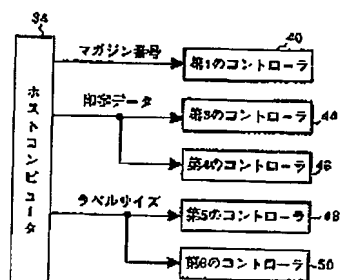 34
ホストコンピュータ
マガジン番号
40
第1のコントローラ
印字データ
第3のコントローラ
44
第4のコントローラ
46
ラベルサイズ
第5のコントローラ
48
第6のコントローラ
50